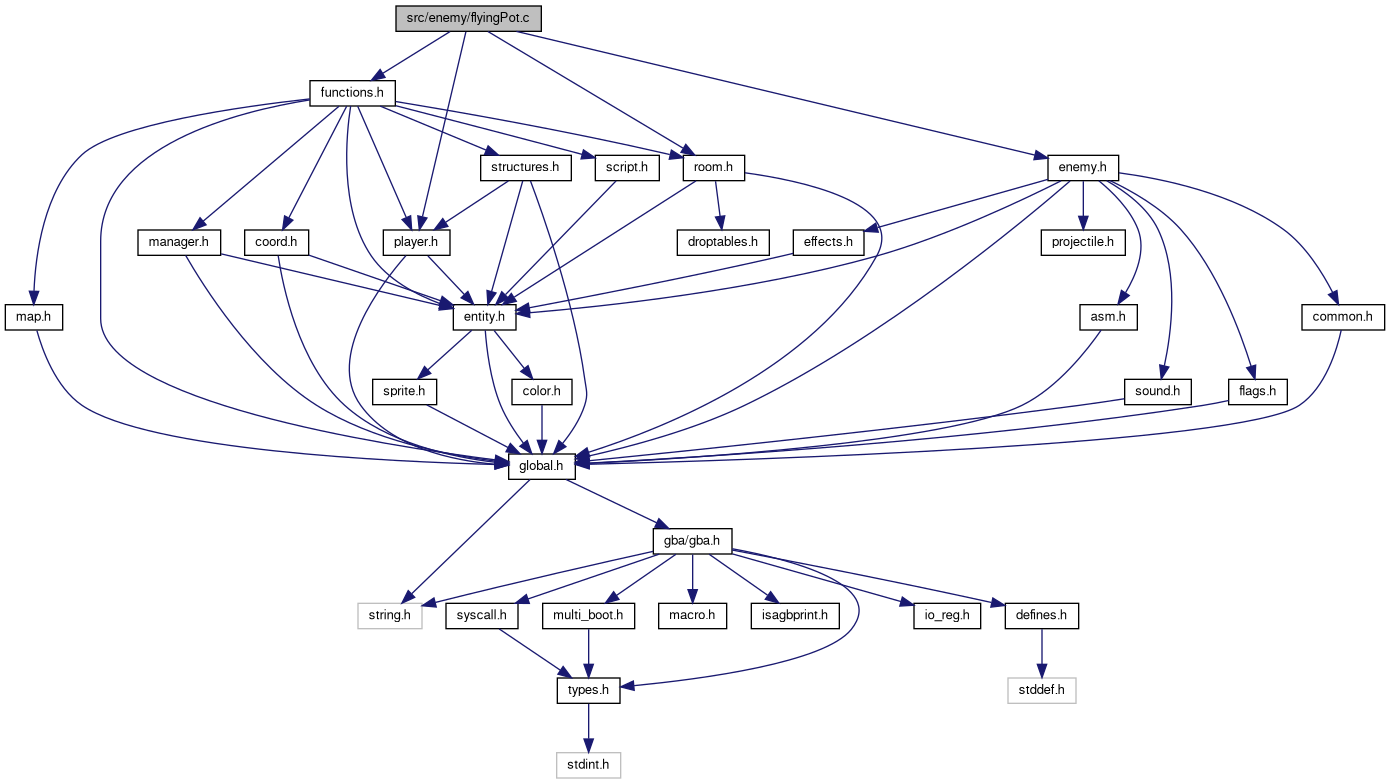 src/enemy/flyingPot.c
functions.h
structures.h
script.h
room.h
enemy.h
manager.h
coord.h
player.h
droptables.h
effects.h
projectile.h
map.h
entity.h
asm.h
common.h
sprite.h
color.h
sound.h
flags.h
global.h
gba/gba.h
string.h
syscall.h
multi_boot.h
macro.h
isagbprint.h
io_reg.h
defines.h
types.h
stddef.h
stdint.h